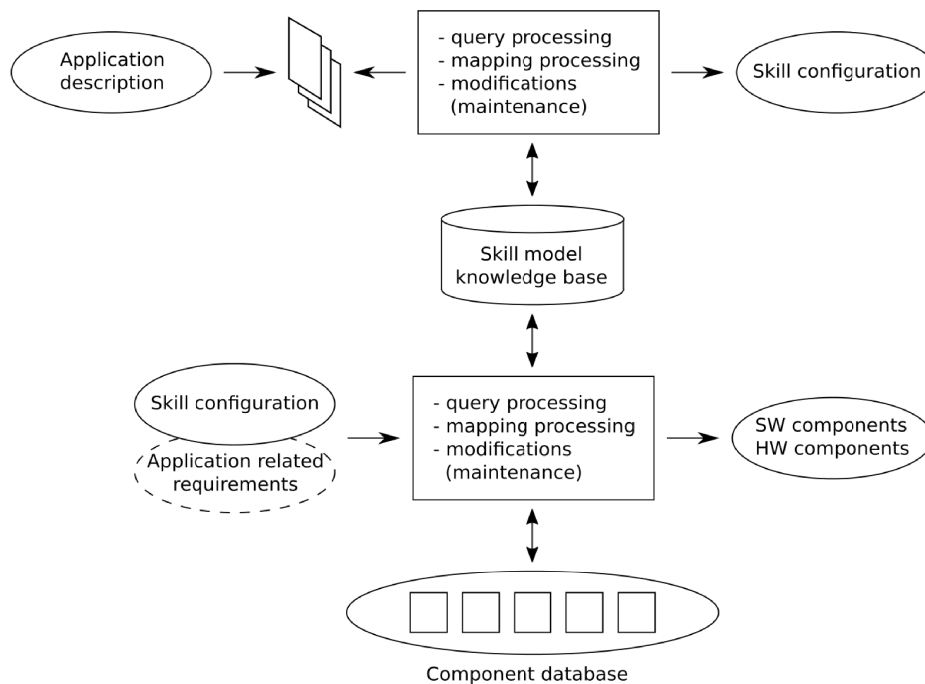 Application
description
- query processing
- mapping processing
- modifications
(maintenance)
Skill configuration
Skill model
knowledge base
Skill configuration
Application related
requirements
- query processing
- mapping processing
- modifications
(maintenance)
SW components
HW components
Component database